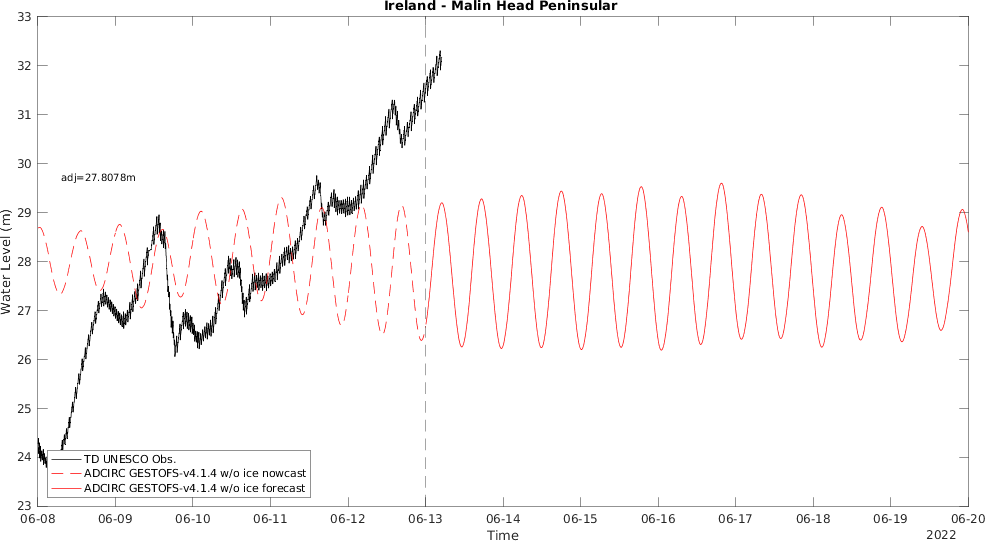 Ireland - Malin Head Peninsular
33
32
31
30
29
28
27
26
25
24
23
Water Level (m)
adj=27.8078m
TD UNESCO Obs.
ADCIRC GESTOFS-v4.1.4 w/o ice nowcast
ADCIRC GESTOFS-v4.1.4 w/o ice forecast
06-08 06-09 06-10 06-11 06-12 06-13 06-14 06-15 06-16 06-17 06-18 06-19 06-20
Time
2022